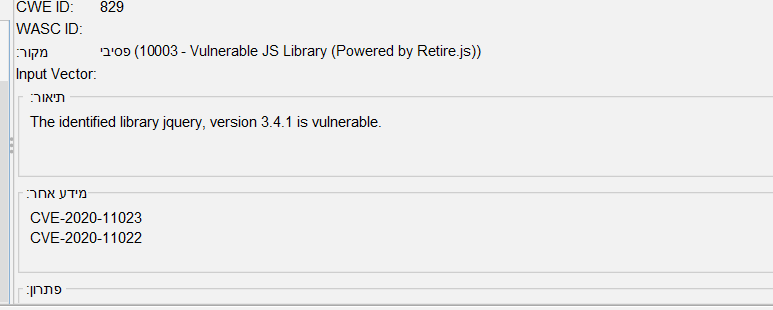 CWE ID: 829
WASC ID:
מקור: פסיבי (10003 - Vulnerable JS Library (Powered by Retire.js))
Input Vector:
תיאור:
The identified library jquery, version 3.4.1 is vulnerable.
מידע אחר:
CVE-2020-11023
CVE-2020-11022
פתרון: